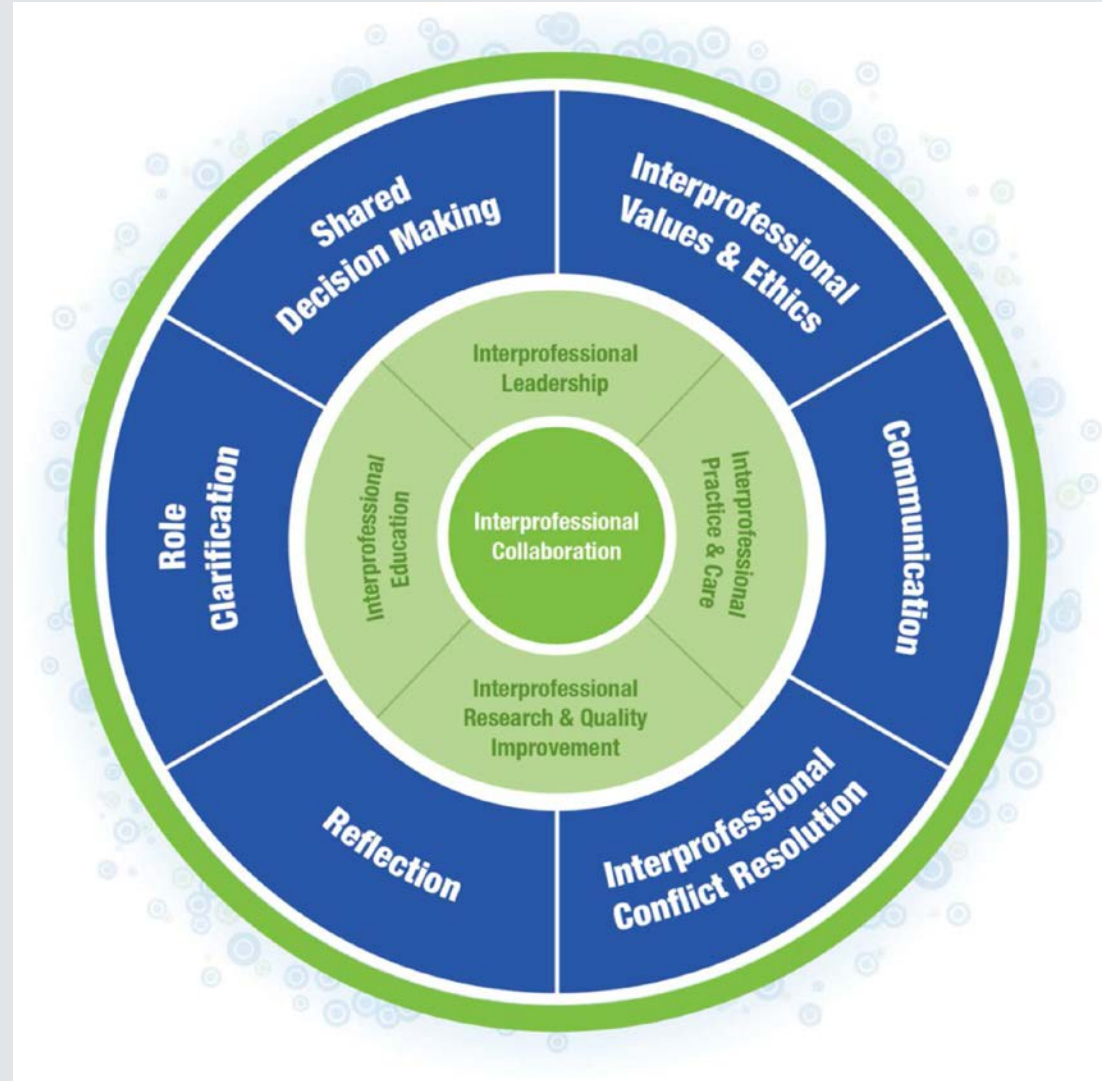 Shared
Decision Making
Interprofessional
Values & Ethics
Communication
Interprofessional
Conflict Resolution
Reflection
Role
Clarification
Interprofessional
Leadership
Interprofessional
Practice & Care
Interprofessional
Research & Quality
Improvement
Interprofessional
Education
Interprofessional
Collaboration